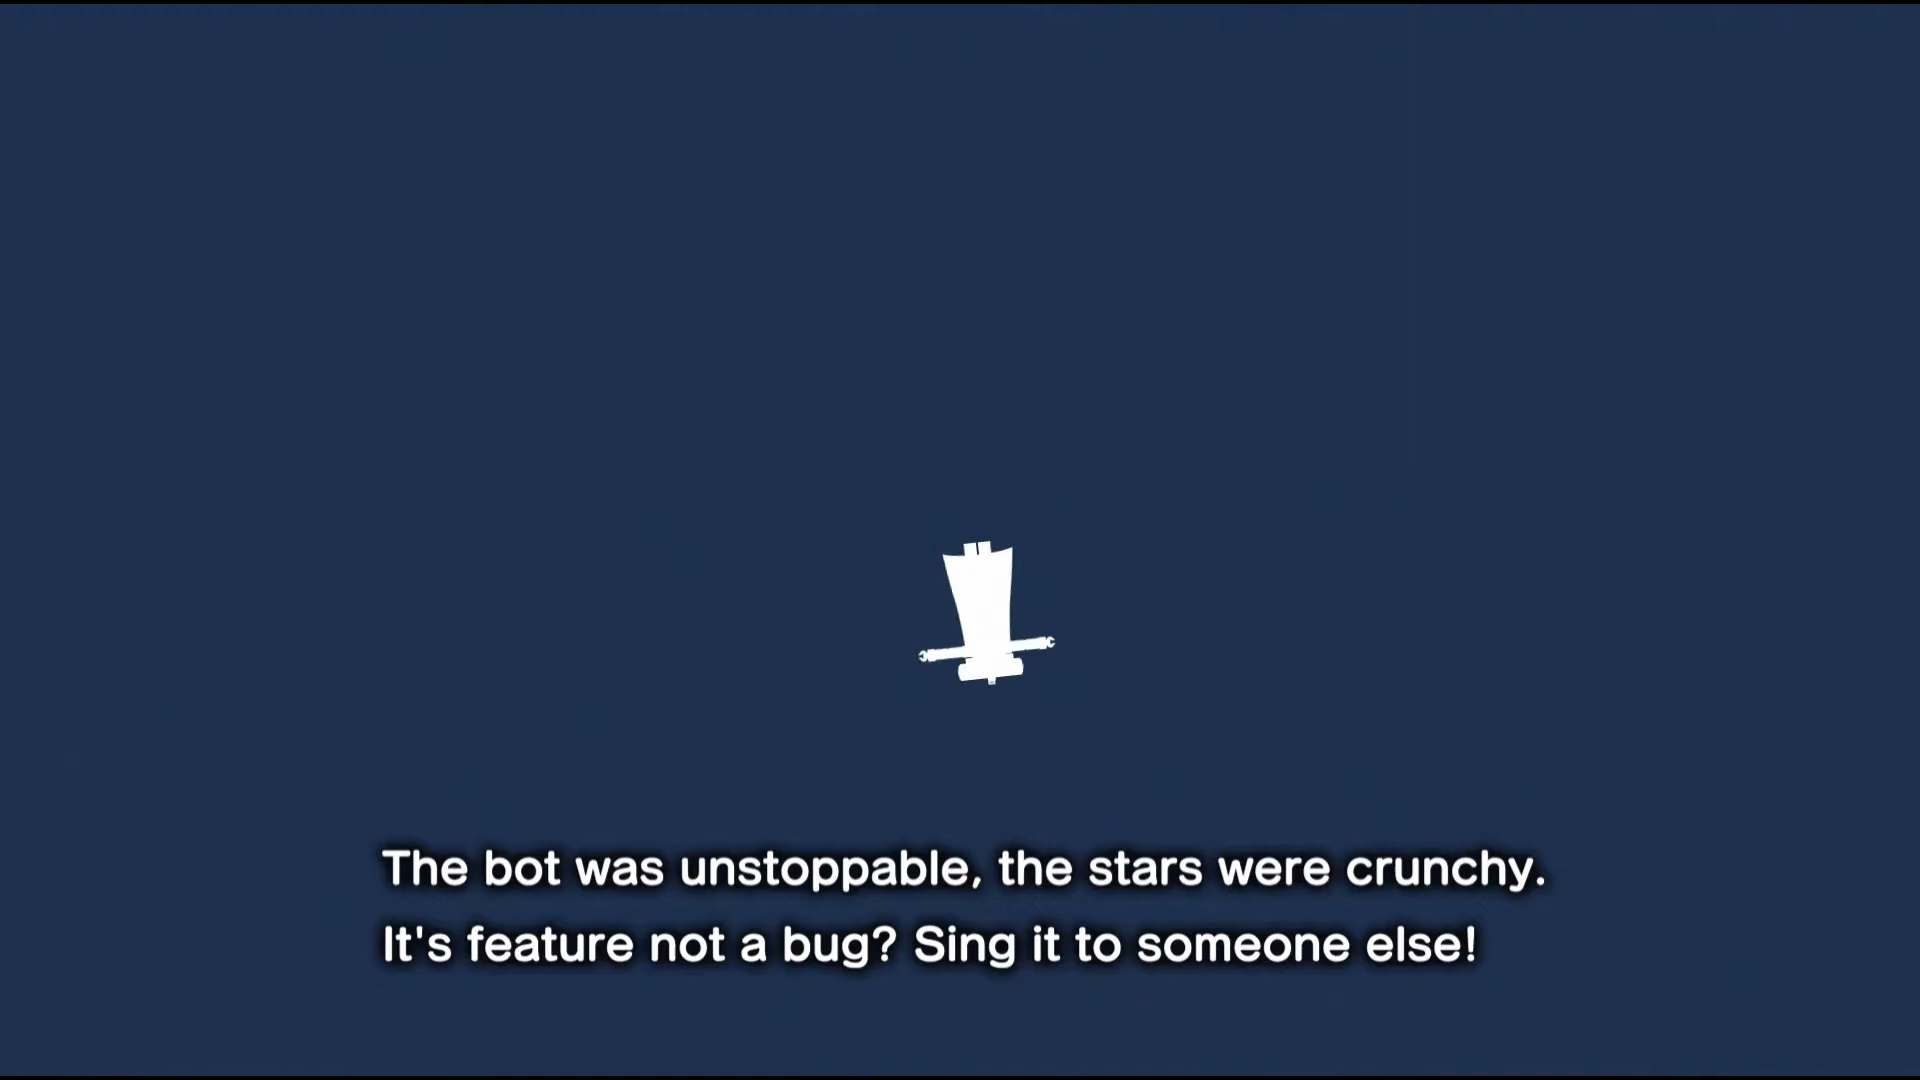 The bot was unstoppable, the stars were crunchy.
It's feature not a bug? Sing it to someone else!